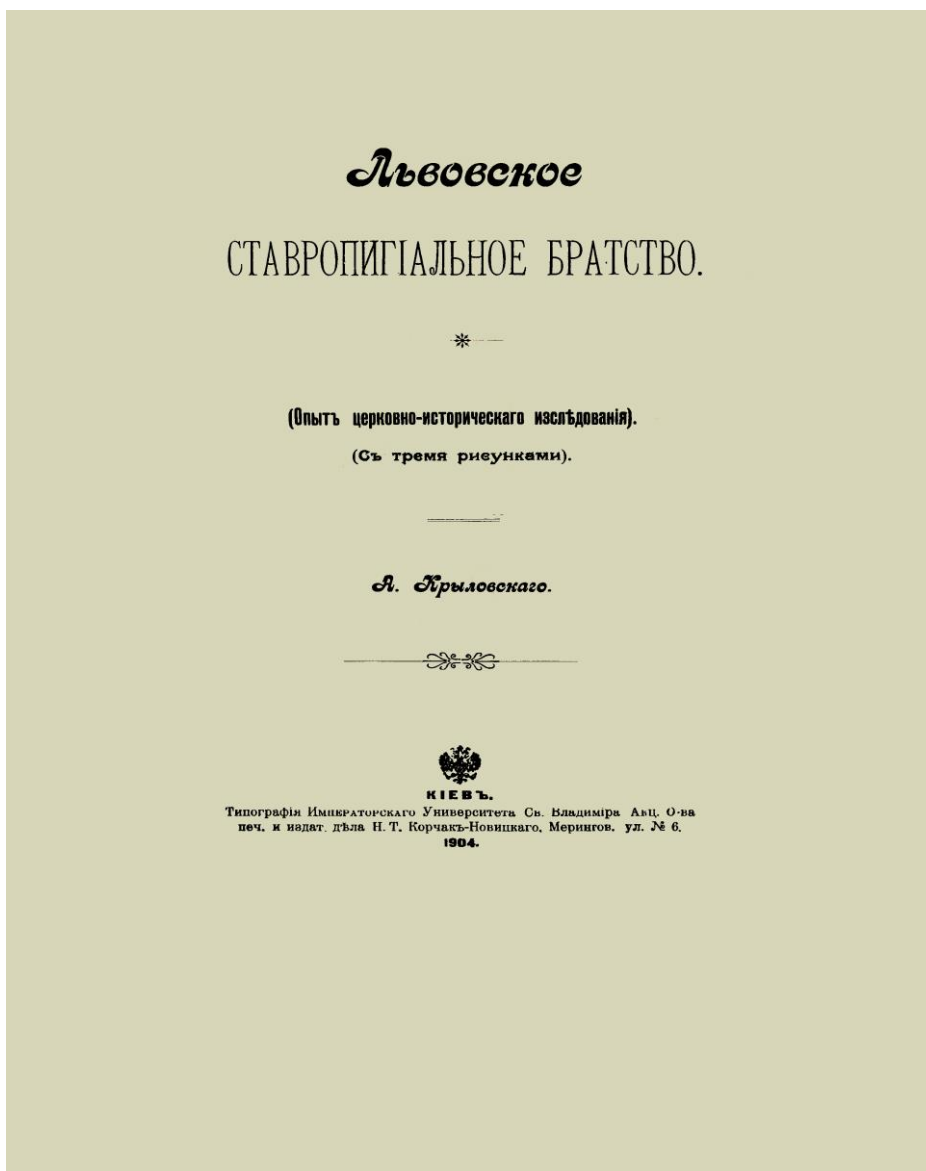 Львовское
СТАВРОПИГІАЛЬНОЕ БРАТСТВО.
(Опытъ церковно-историческаго изслѣдованія).
(Съ тремя рисунками).
А. Крыловскаго.
КІЕВЪ.
Типографія ИМПЕРАТОРСКАГО Университета Св. Владиміра Акц. О-ва
печ. и издат. дѣла Н. Т. Корчакъ-Новицкаго, Меринговс. ул. № 6.
1904.